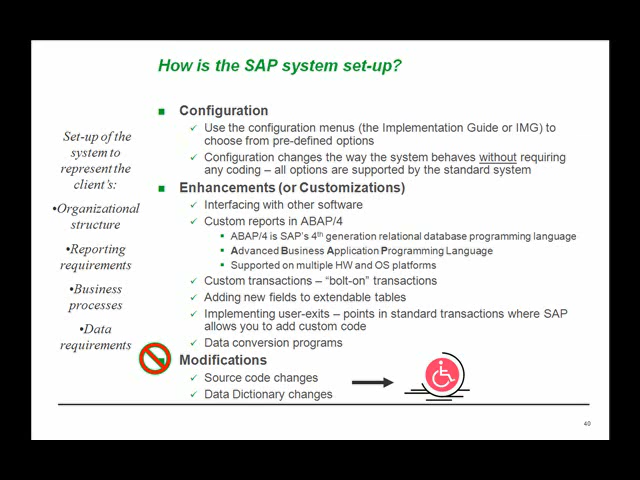 How is the SAP system set-up?
Set-up of the
system to
represent the
client's:
•Organizational
structure
•Reporting
requirements
•Business
processes
•Data
requirements
Configuration
Use the configuration menus (the Implementation Guide or IMG) to
choose from pre-defined options
Configuration changes the way the system behaves without requiring
any coding – all options are supported by the standard system
Enhancements (or Customizations)
Interfacing with other software
Custom reports in ABAP/4
ABAP/4 is SAP's 4th generation relational database programming language
Advanced Business Application Programming Language
Supported on multiple HW and OS platforms
Custom transactions – "bolt-on" transactions
Adding new fields to extendable tables
Implementing user-exits – points in standard transactions where SAP
allows you to add custom code
Data conversion programs
Modifications
Source code changes
Data Dictionary changes
40